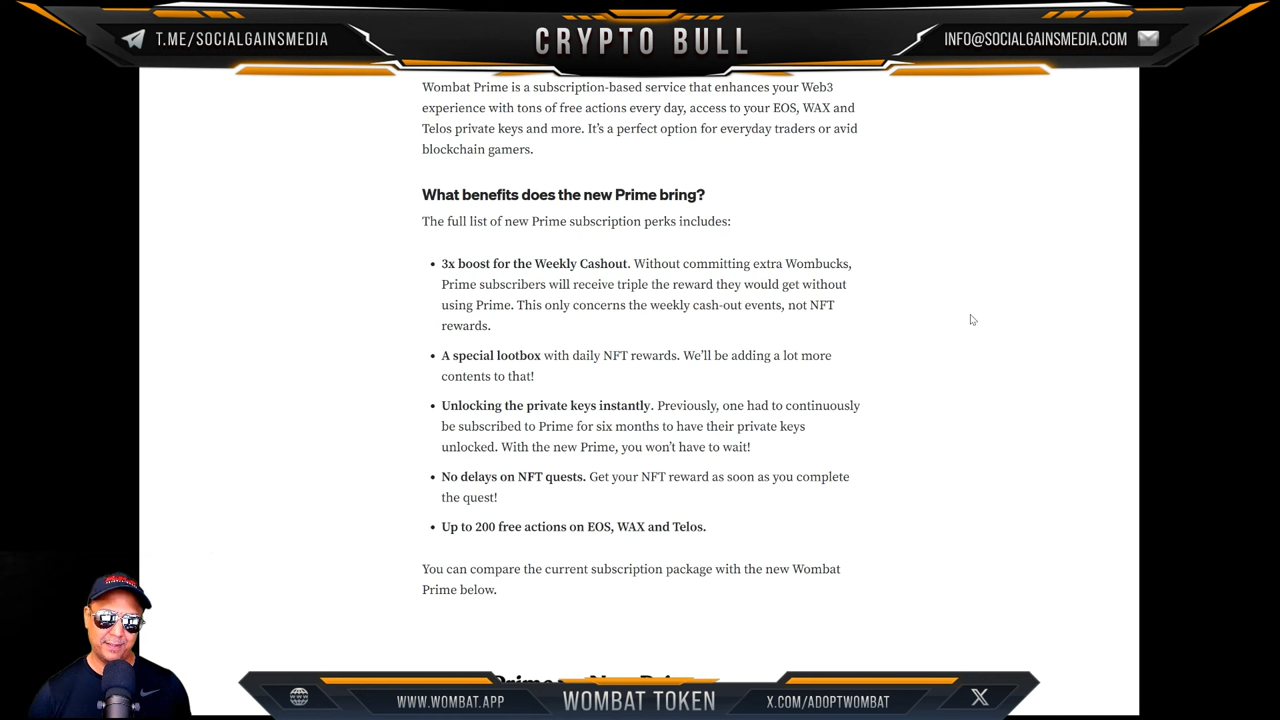 T.ME/SOCIALGAINSMEDIA
CRYPTO BULL
INFO@SOCIALGAINSMEDIA.COM
Wombat Prime is a subscription-based service that enhances your Web3
experience with tons of free actions every day, access to your EOS, WAX and
Telos private keys and more. It’s a perfect option for everyday traders or avid
blockchain gamers.
What benefits does the new Prime bring?
The full list of new Prime subscription perks includes:
• 3x boost for the Weekly Cashout. Without committing extra Wombucks,
Prime subscribers will receive triple the reward they would get without
using Prime. This only concerns the weekly cash-out events, not NFT
rewards.
• A special lootbox with daily NFT rewards. We’ll be adding a lot more
contents to that!
• Unlocking the private keys instantly. Previously, one had to continuously
be subscribed to Prime for six months to have their private keys
unlocked. With the new Prime, you won’t have to wait!
• No delays on NFT quests. Get your NFT reward as soon as you complete
the quest!
• Up to 200 free actions on EOS, WAX and Telos.
You can compare the current subscription package with the new Wombat
Prime below.
WWW.WOMBAT.APP
WOMBAT TOKEN
X.COM/ADOPTWOMBAT